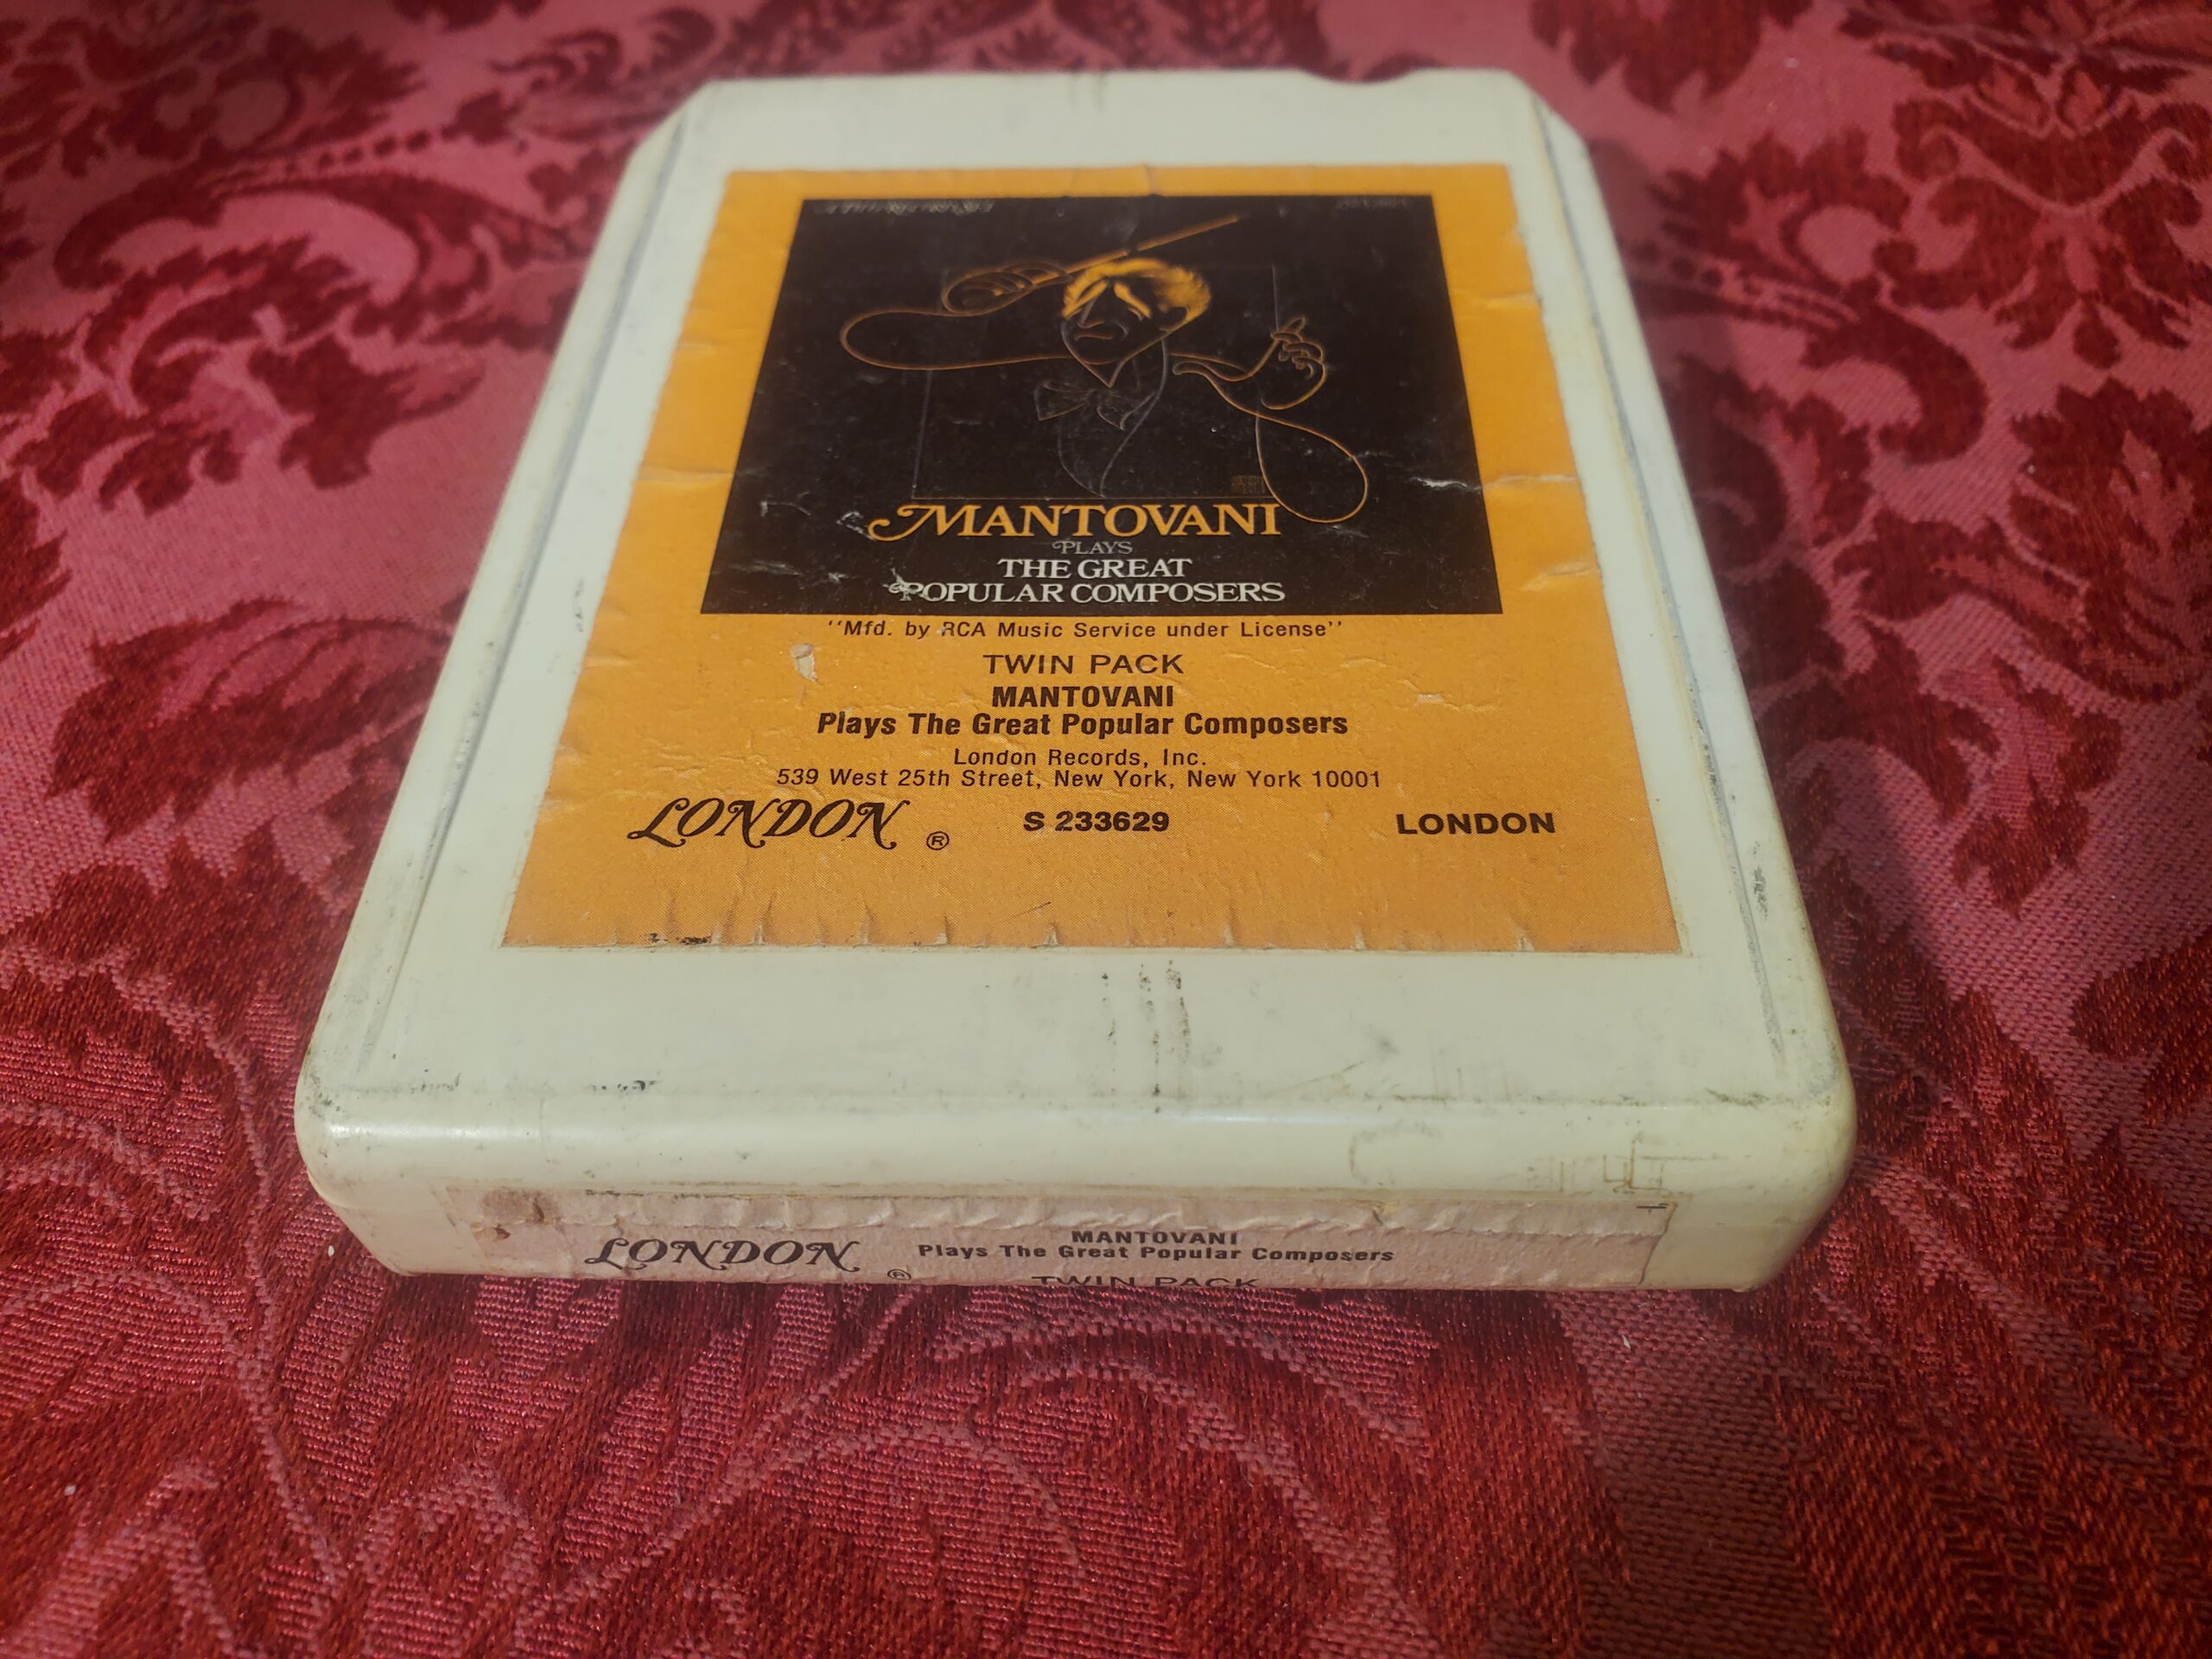 MANTOVANI
PLAYS
THE GREAT
POPULAR COMPOSERS
''Mfd. by RCA Music Service under License''
TWIN PACK
MANTOVANI
Plays The Great Popular Composers
London Records, Inc.
539 West 25th Street, New York, New York 10001
LONDON ® S 233629 LONDON
LONDON ®
MANTOVANI
Plays The Great Popular Composers
TWIN PACK